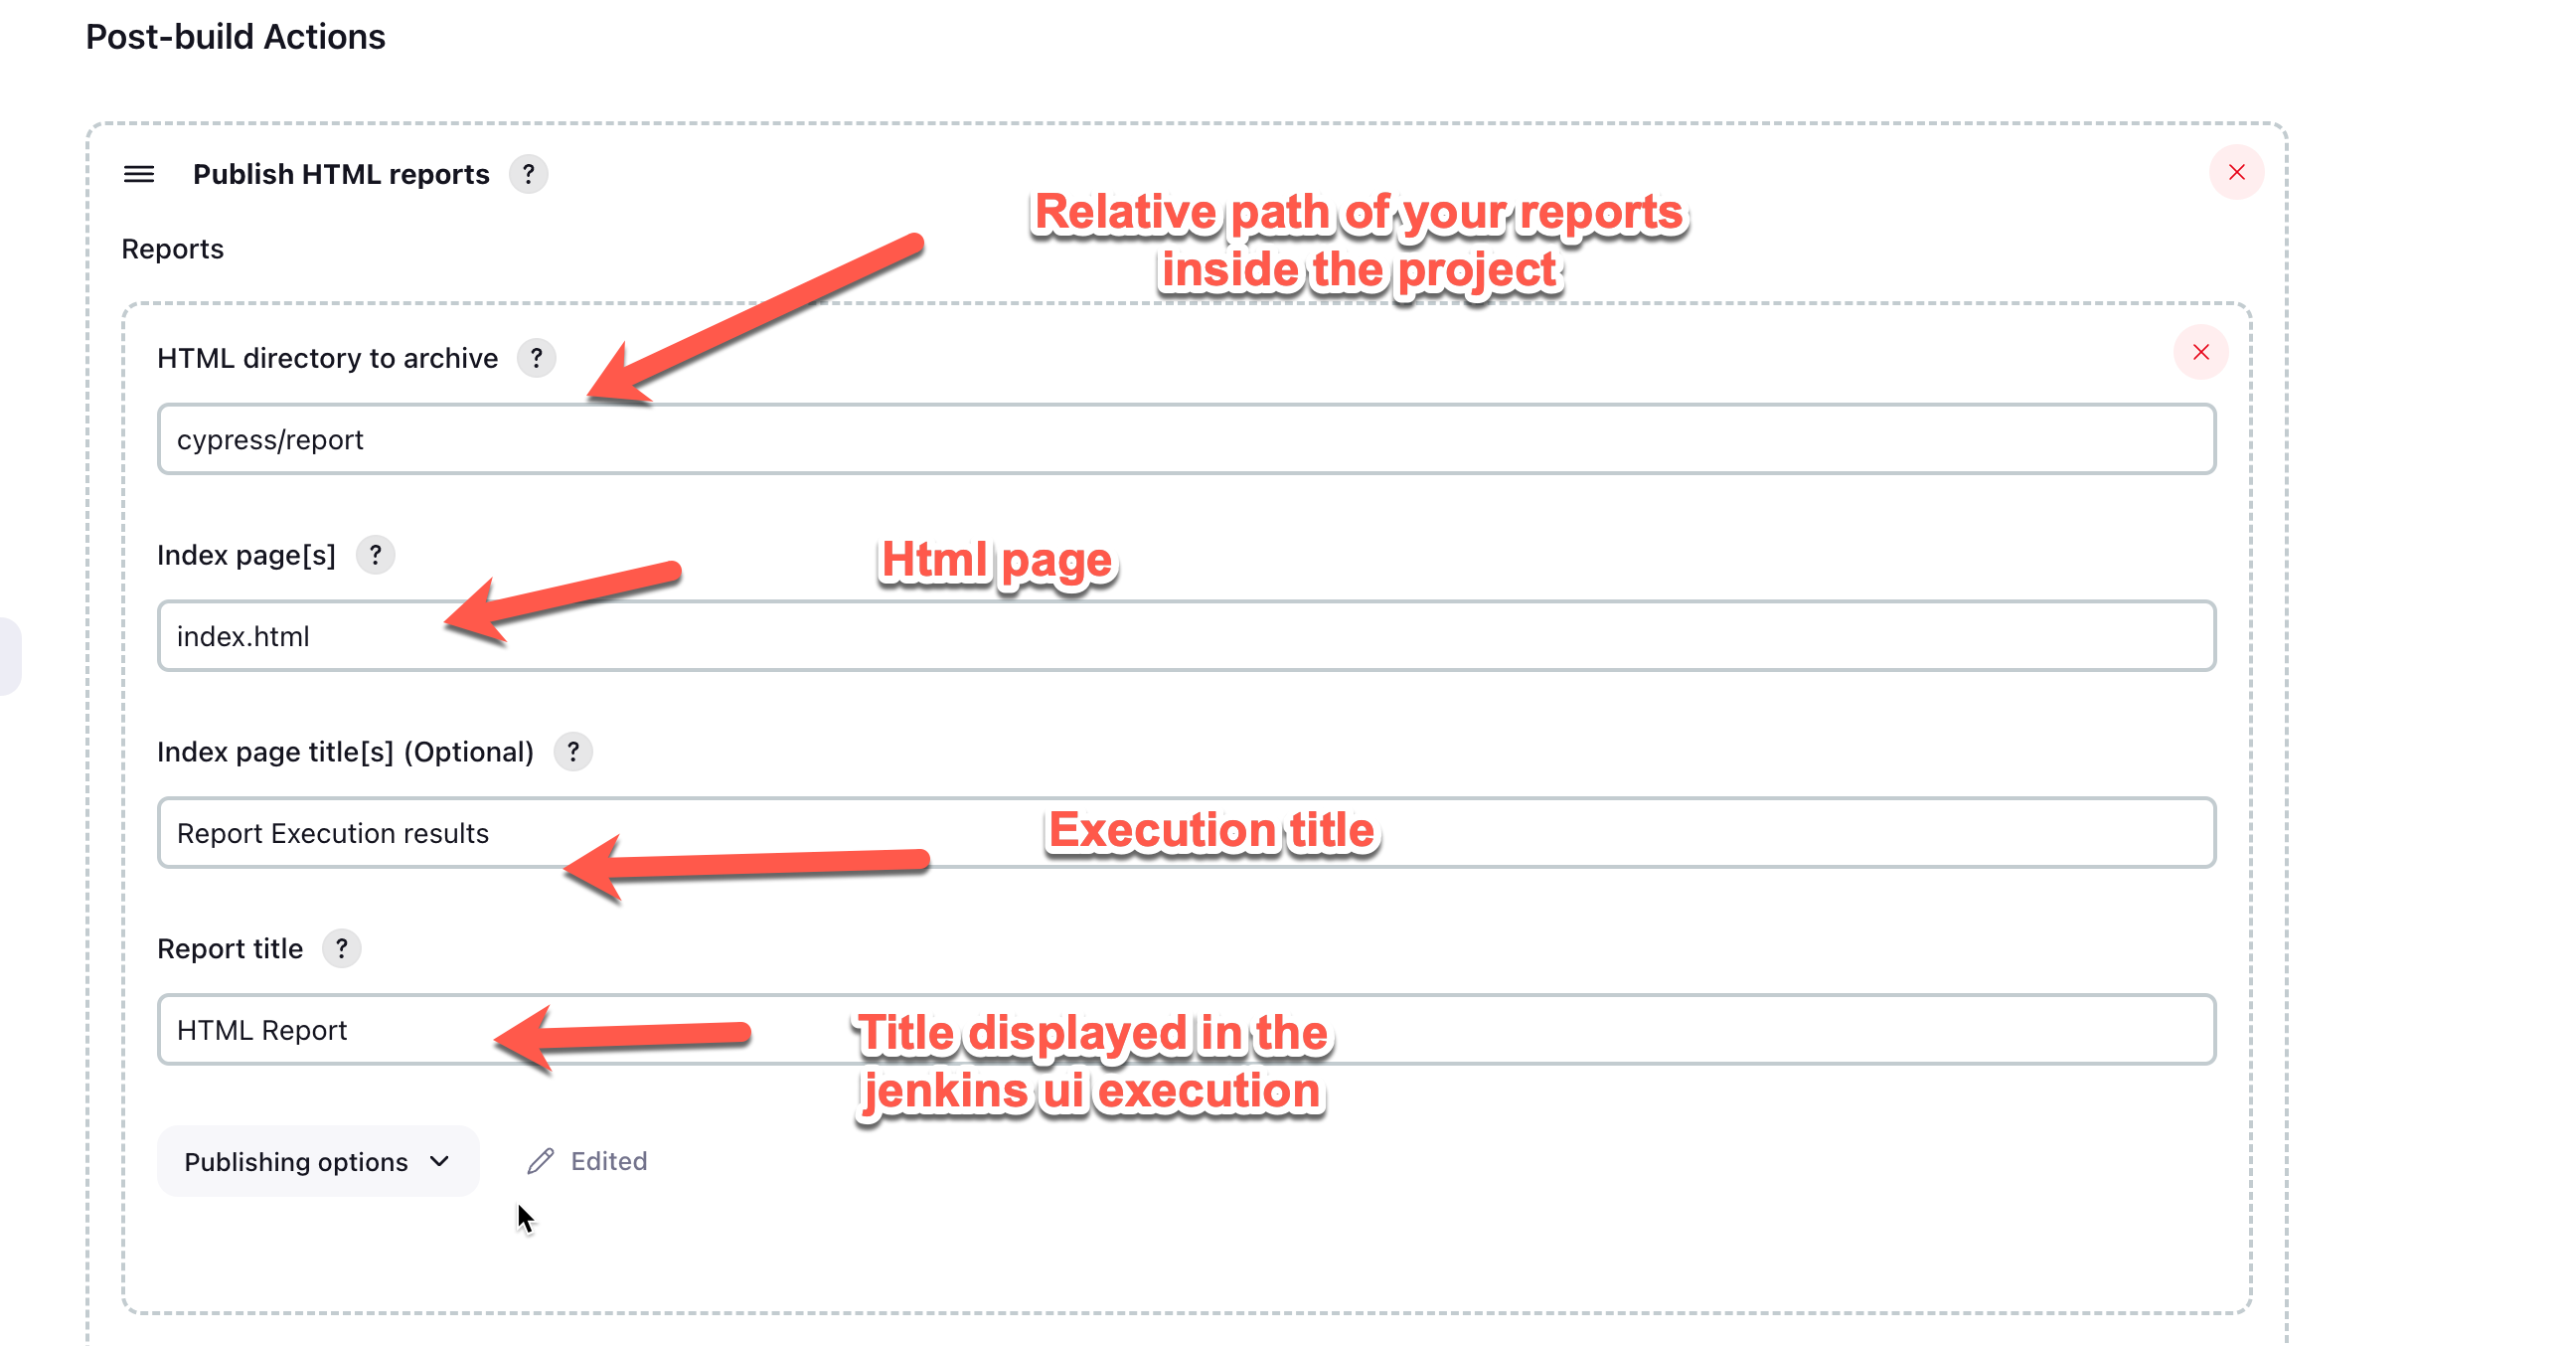 Post-build Actions
Publish HTML reports ?
Relative path of your reports
inside the project
Reports
HTML directory to archive ?
cypress/report
Index page[s] ?
Html page
index.html
Index page title[s] (Optional) ?
Report Execution results
Execution title
Report title ?
HTML Report
Title displayed in the
jenkins ui execution
Publishing options
Edited